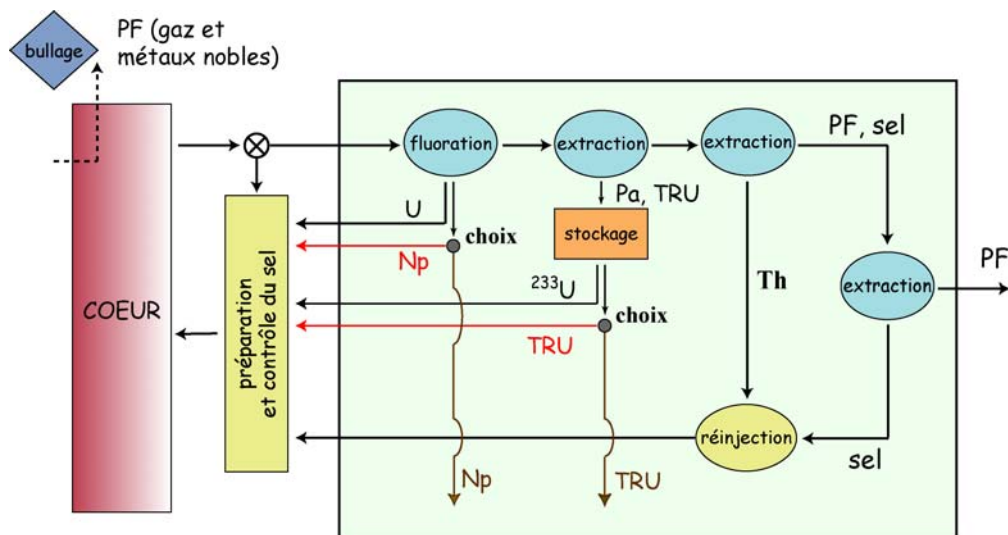 bullage
PF (gaz et
métaux nobles)
COEUR
préparation
et contrôle du sel
fluoration
extraction
extraction
PF, sel
U
choix
Np
Pa, TRU
stockage
233U
choix
TRU
Th
extraction
PF
réinjection
sel
Np
TRU